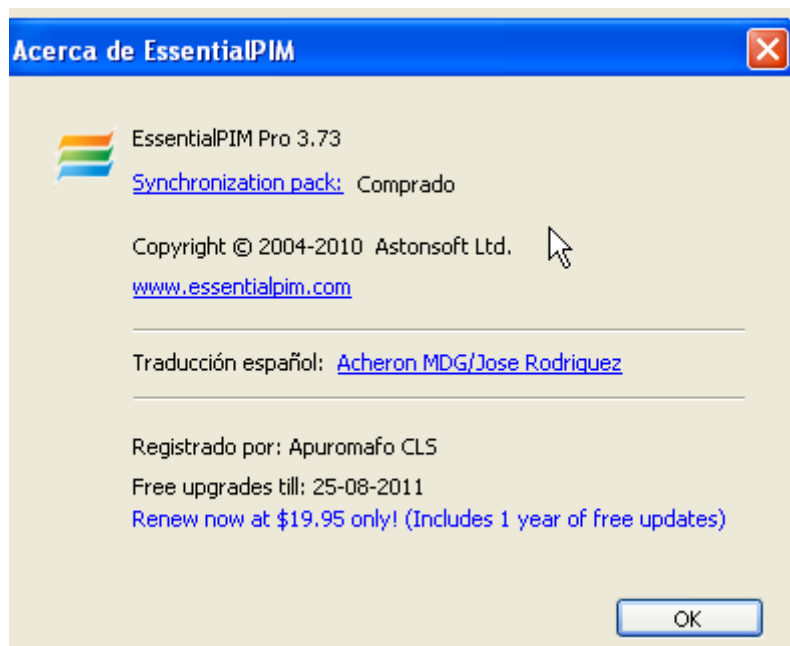 Acerca de EssentialPIM
EssentialPIM Pro 3.73
Synchronization pack: Comprado
Copyright © 2004-2010 Astonsoft Ltd.
www.essentialpim.com
Traducción español: Acheron MDG/Jose Rodriquez
Registrado por: Apuromafo CLS
Free upgrades till: 25-08-2011
Renew now at $19.95 only! (Includes 1 year of free updates)
OK